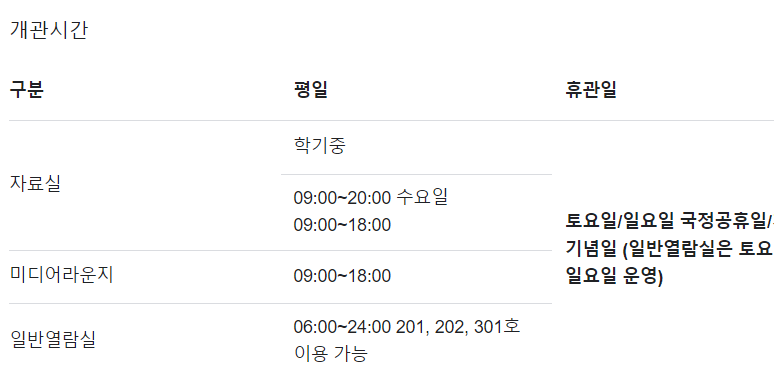 개관시간
구분 평일 휴관일
학기중
자료실
09:00~20:00 수요일
09:00~18:00
토요일/일요일 국정공휴일/
기념일 (일반열람실은 토요
일요일 운영)
미디어라운지 09:00~18:00
일반열람실
06:00~24:00 201, 202, 301호
이용 가능